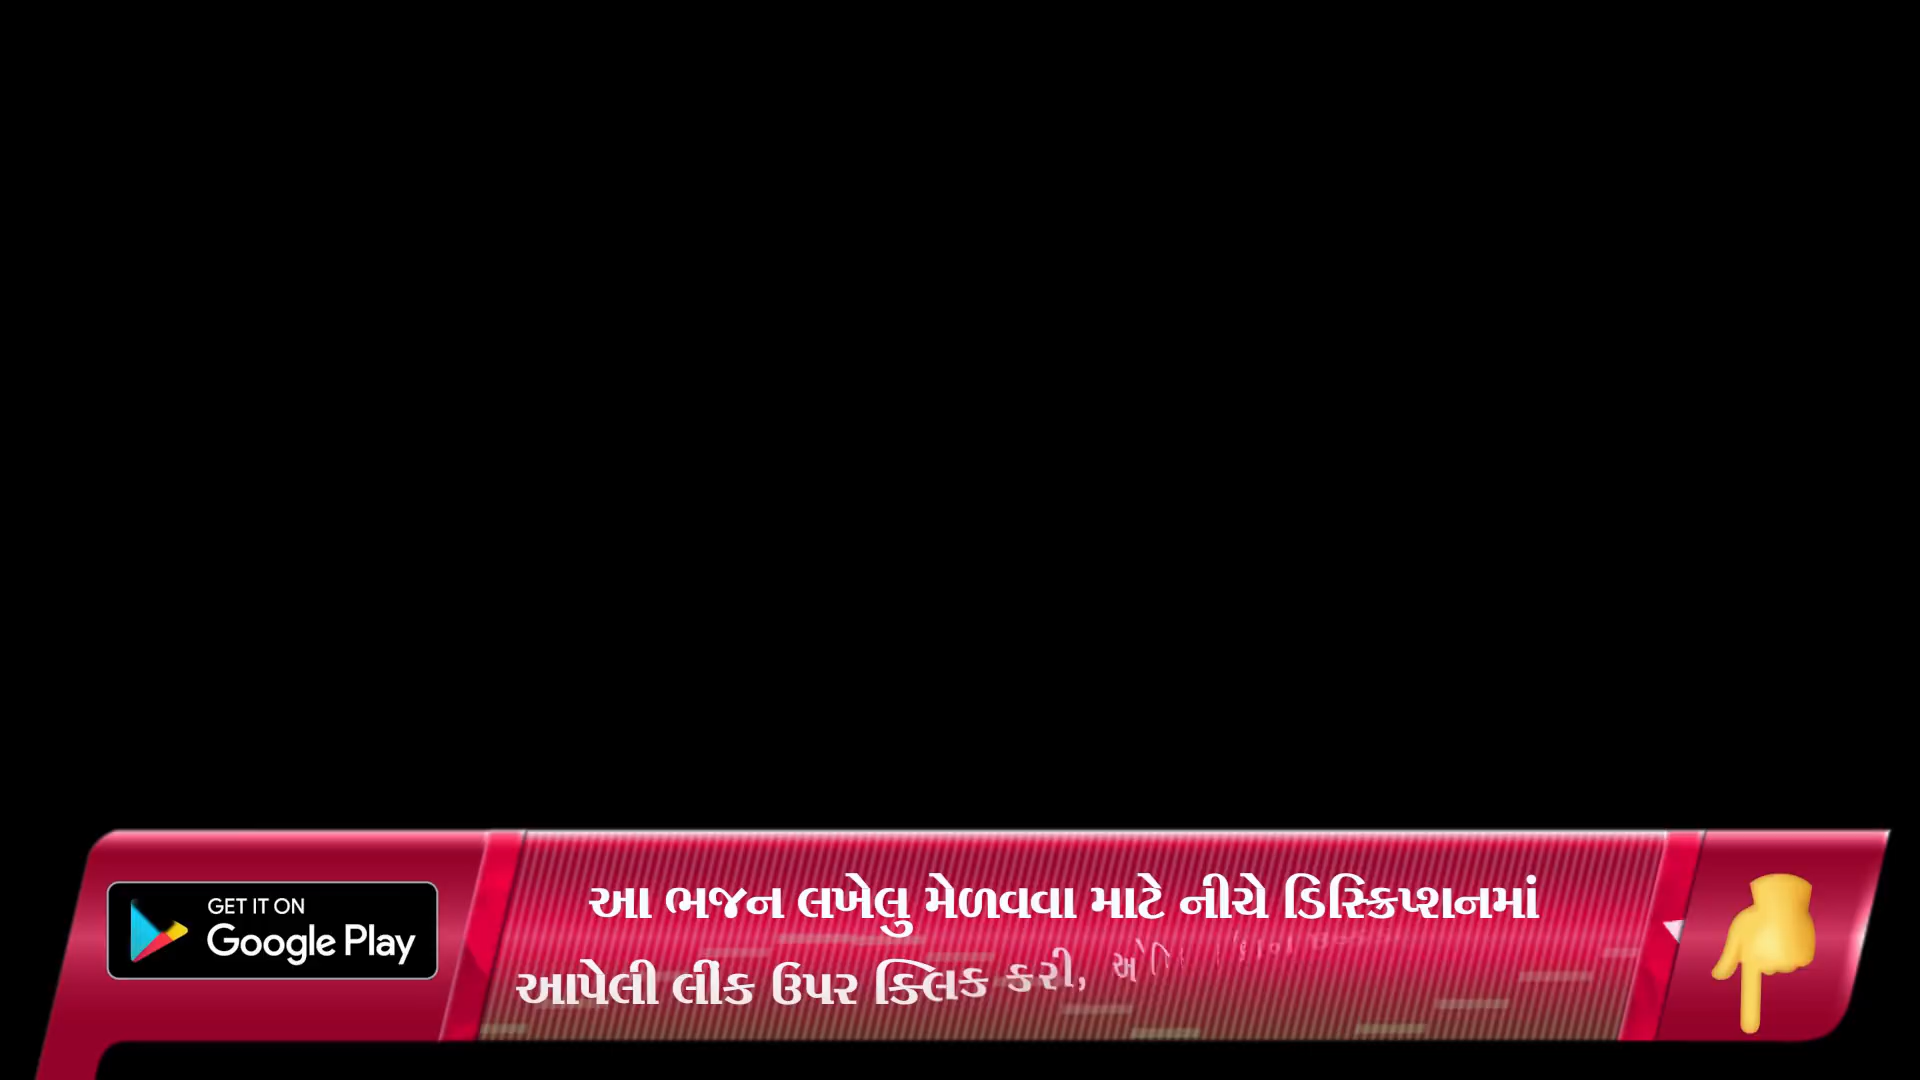 GET IT ON
Google Play
આ ભજન લખેલુ મેળવવા માટે નીચે ડિસ્ક્રિપ્શનમાં
આપેલી લીંક ઉપર ક્લિક કરી,